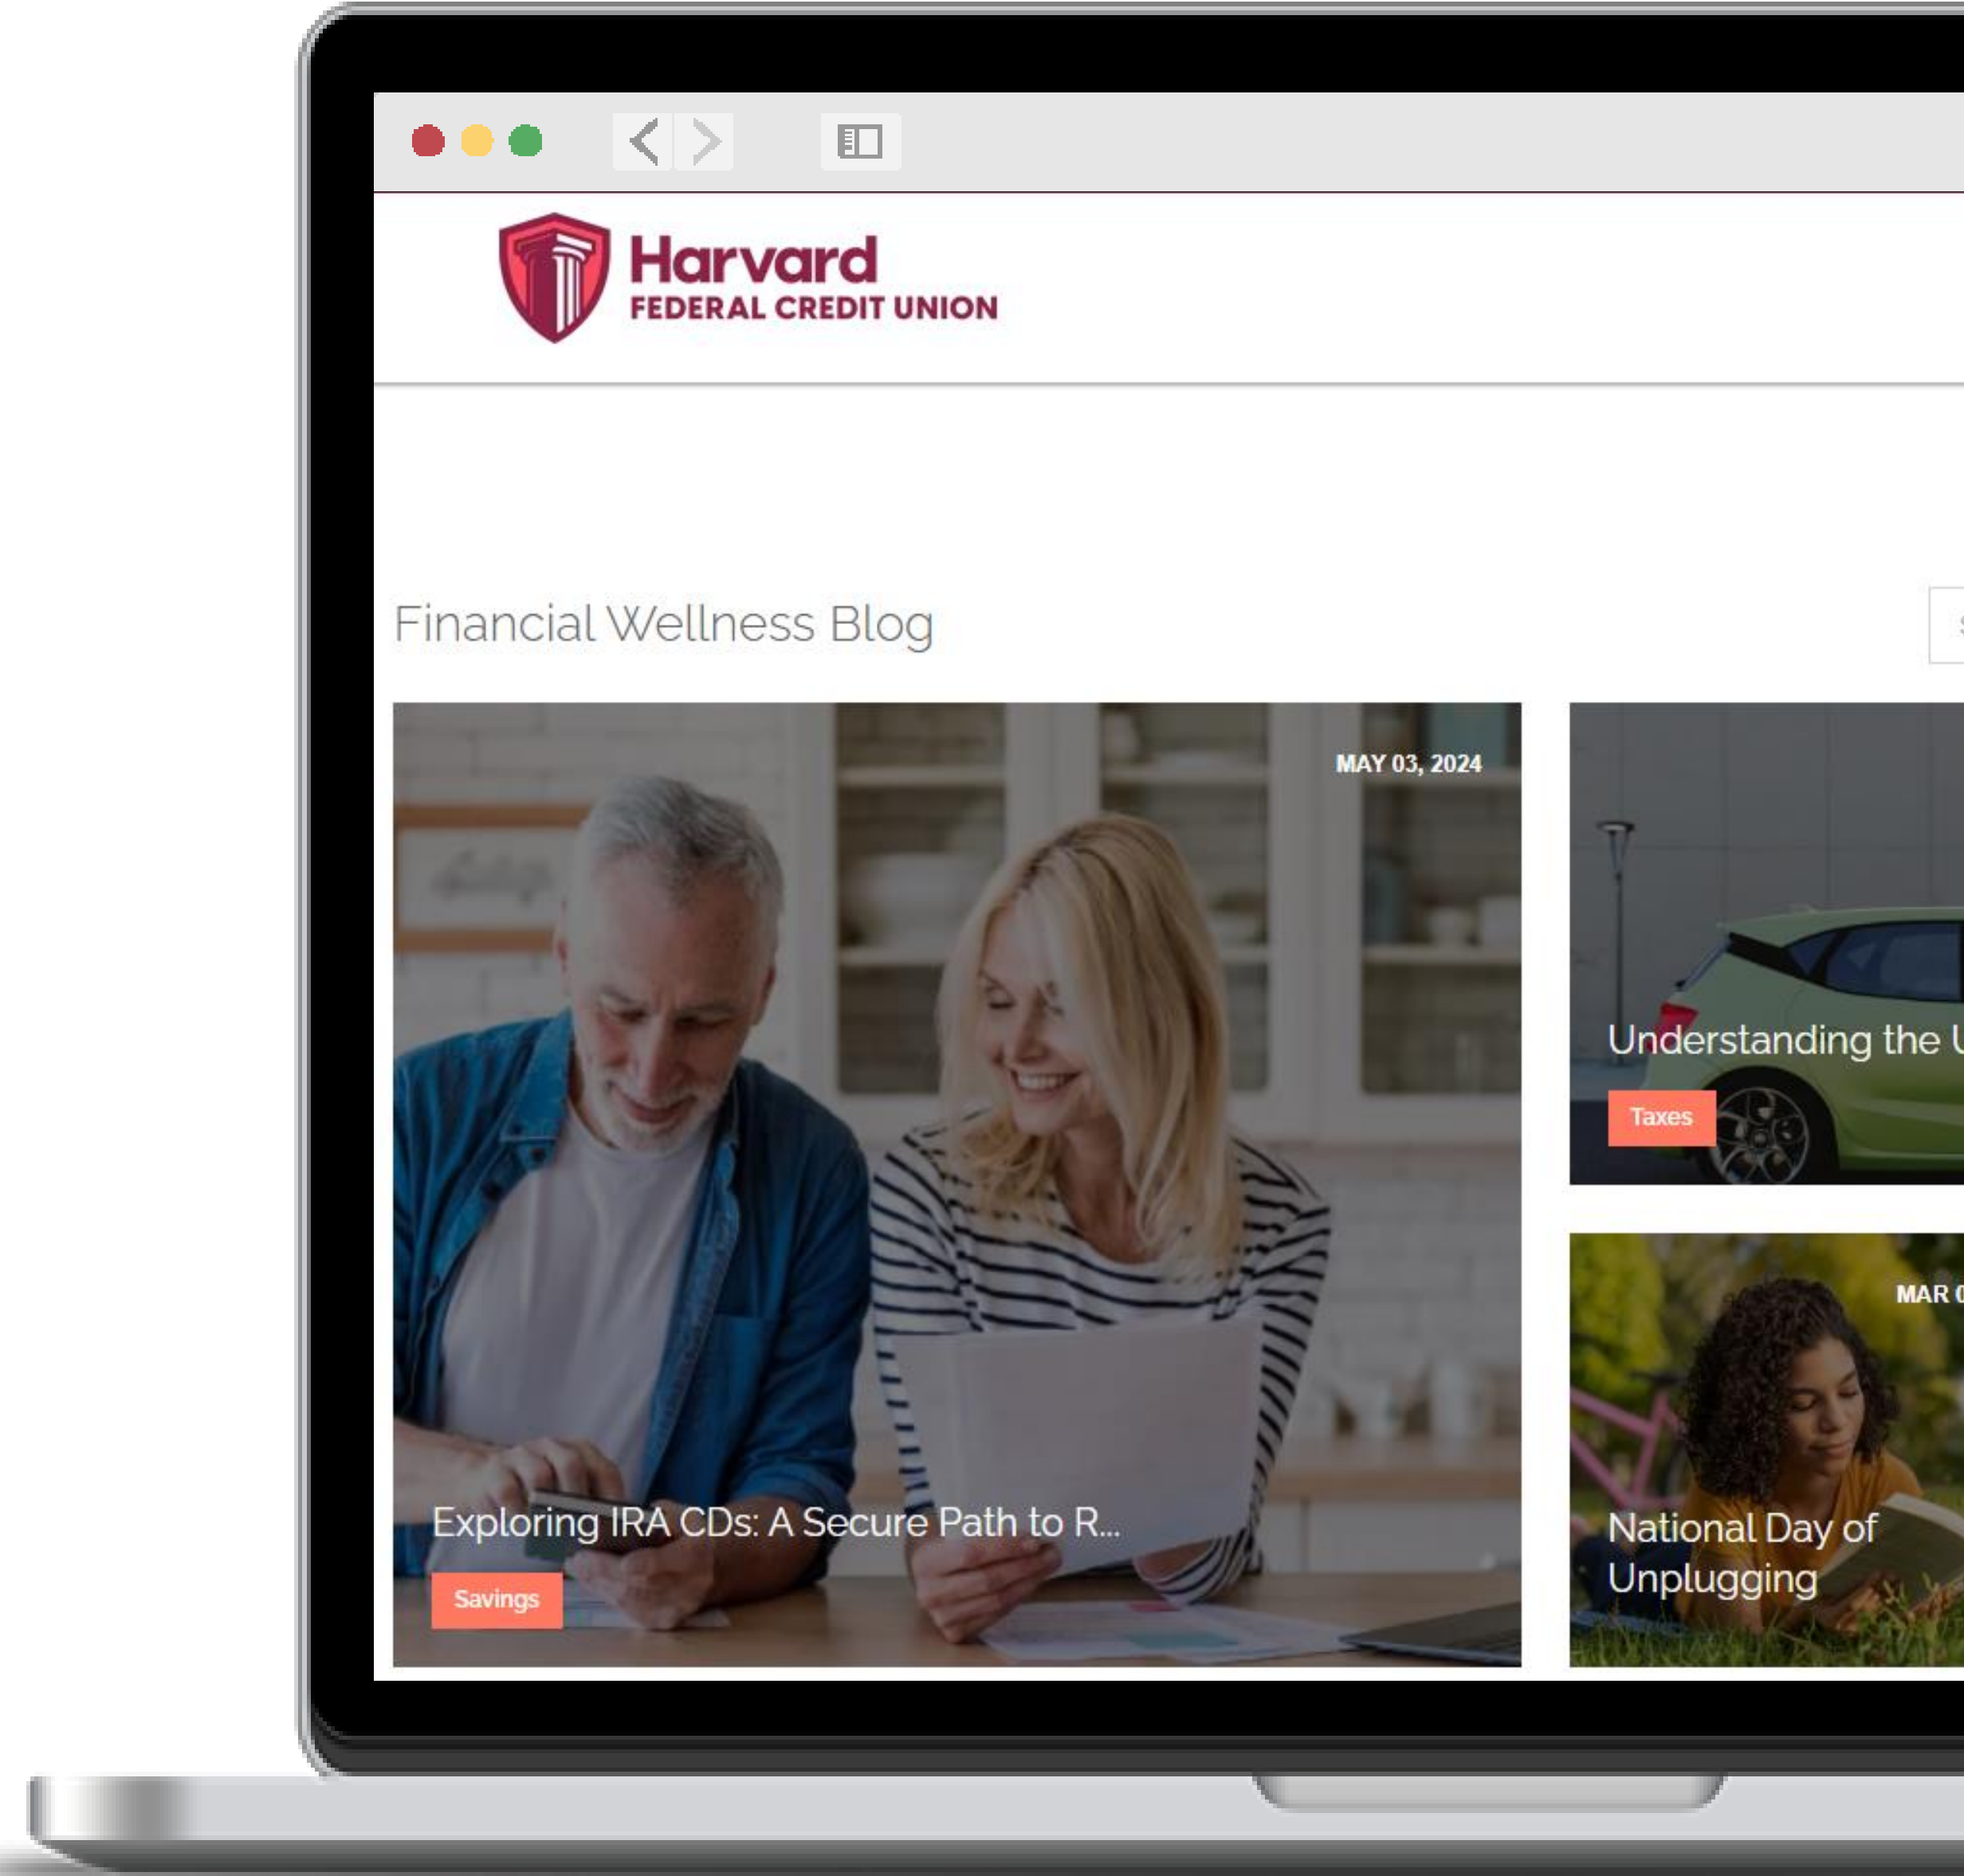 Harvard
FEDERAL CREDIT UNION
Financial Wellness Blog
MAY 03, 2024
Exploring IRA CDs: A Secure Path to R...
Savings
Understanding the
Taxes
MAR
National Day of
Unplugging